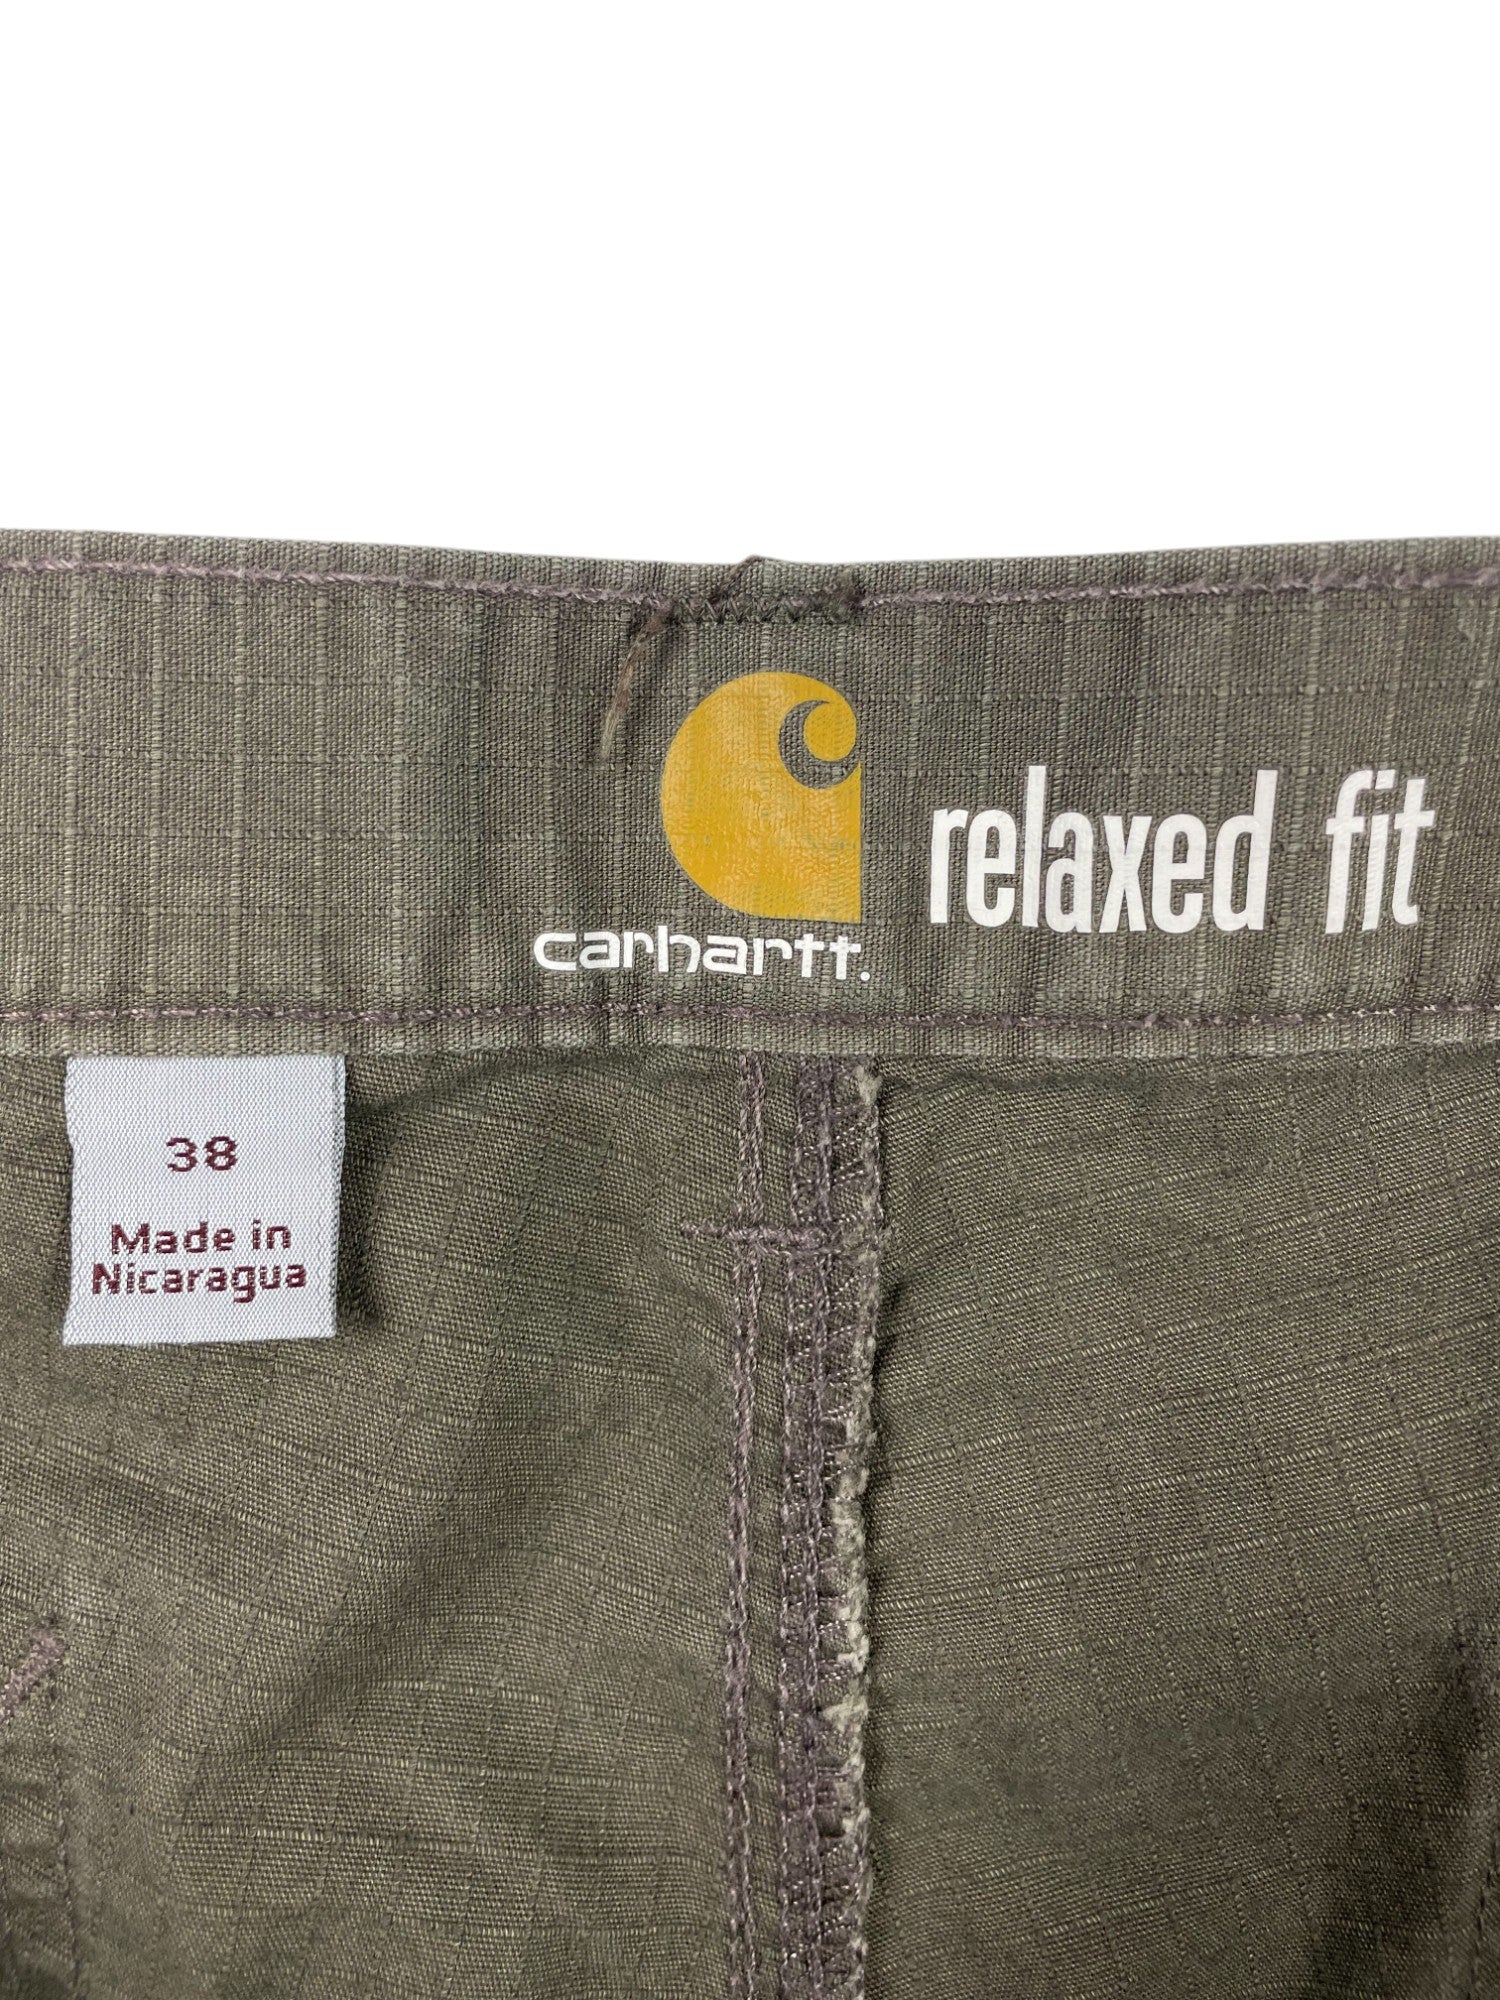 relaxed fit
carhartt.
38
Made in
Nicaragua